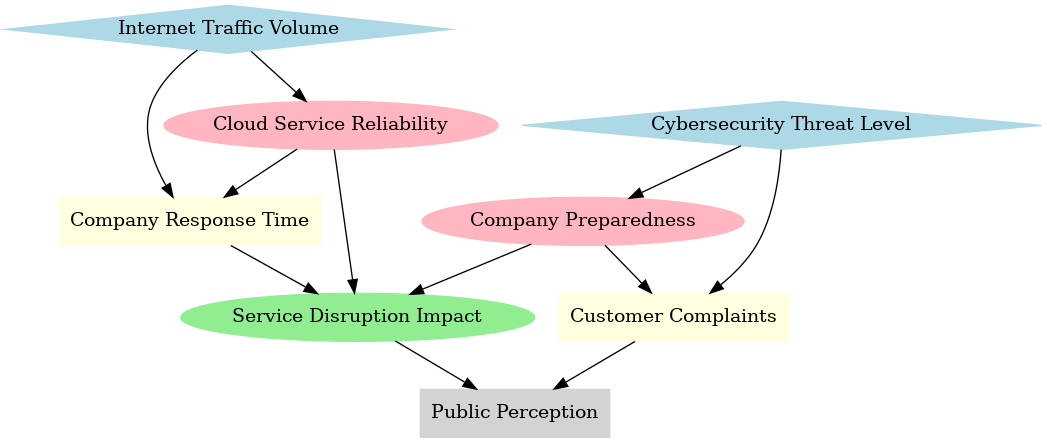 Internet Traffic Volume
Cloud Service Reliability
Cybersecurity Threat Level
Company Response Time
Company Preparedness
Service Disruption Impact
Customer Complaints
Public Perception